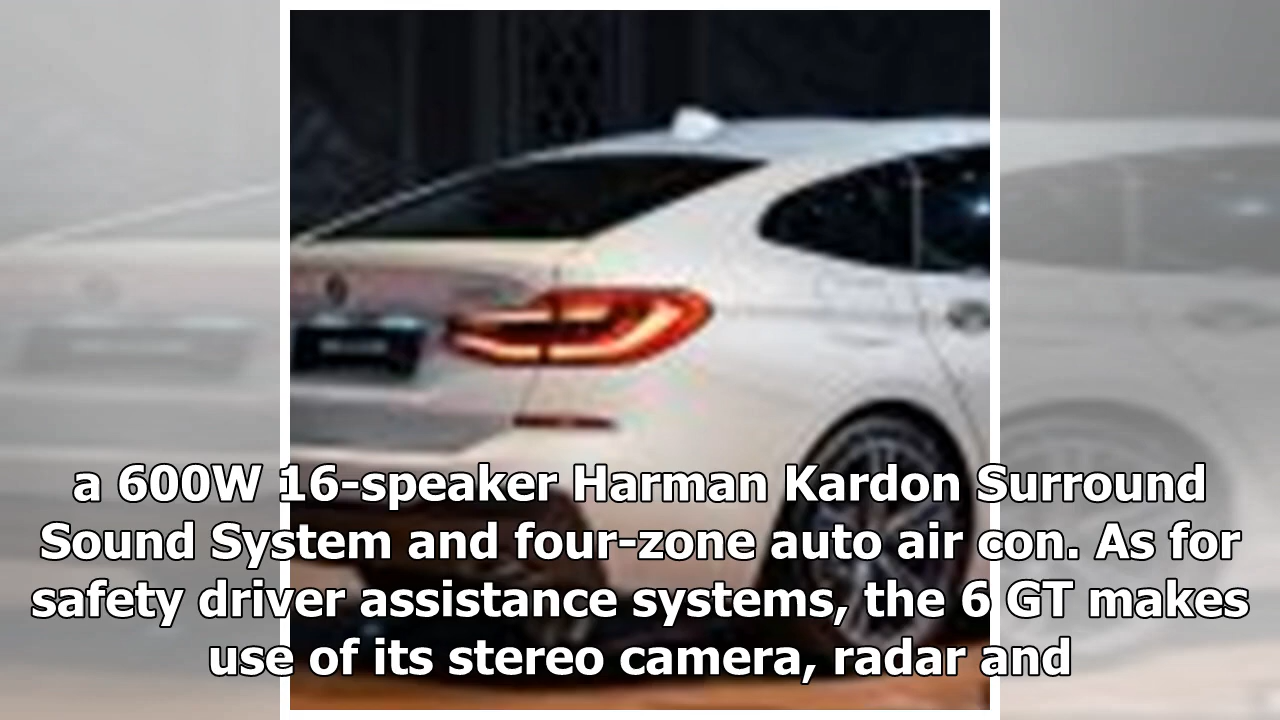 a 600W 16-speaker Harman Kardon Surround
Sound System and four-zone auto air con. As for
safety driver assistance systems, the 6 GT makes
use of its stereo camera, radar and